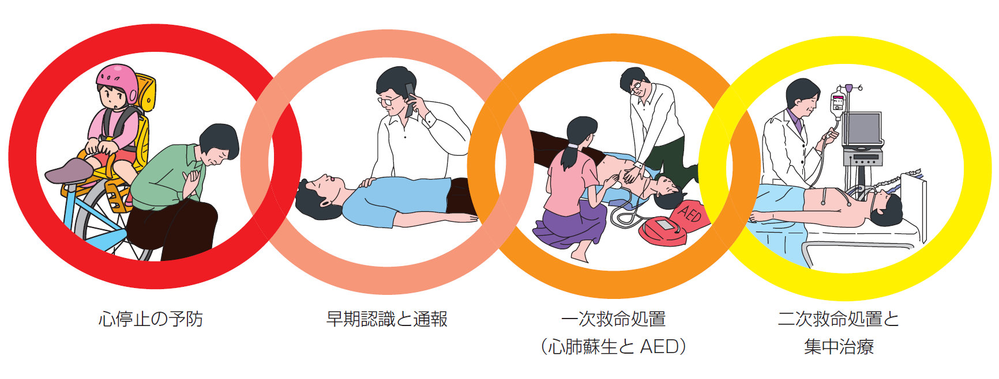 AED
心停止の予防
早期認識と通報
一次救命処置
(心肺蘇生と AED)
二次救命処置と
集中治療